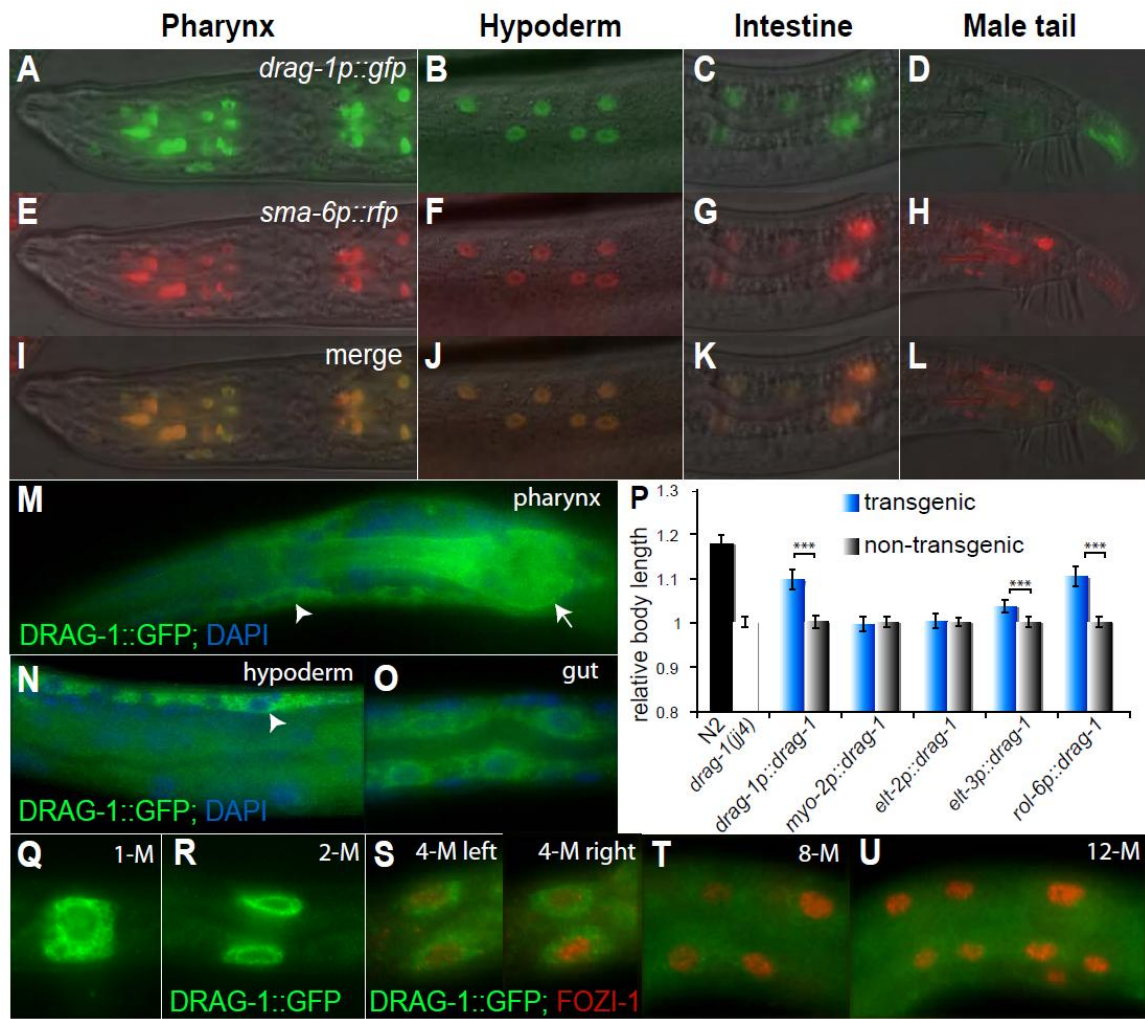 Pharynx Hypoderm Intestine Male tail
A drag-1p::gfp B C D
E sma-6p::rfp F G H
I merge J K L
M pharynx
DRAG-1::GFP; DAPI
N hypoderm O gut
DRAG-1::GFP; DAPI
P 1.3
1.2
1.1
1
0.9
0.8
relative body length
transgenic
non-transgenic
*** *** ***
N2
drag-1(jj4)
drag-1p::drag-1
myo-2p::drag-1
elt-2p::drag-1
elt-3p::drag-1
rol-6p::drag-1
Q 1-M R 2-M S 4-M left 4-M right T 8-M U 12-M
DRAG-1::GFP DRAG-1::GFP; FOZI-1